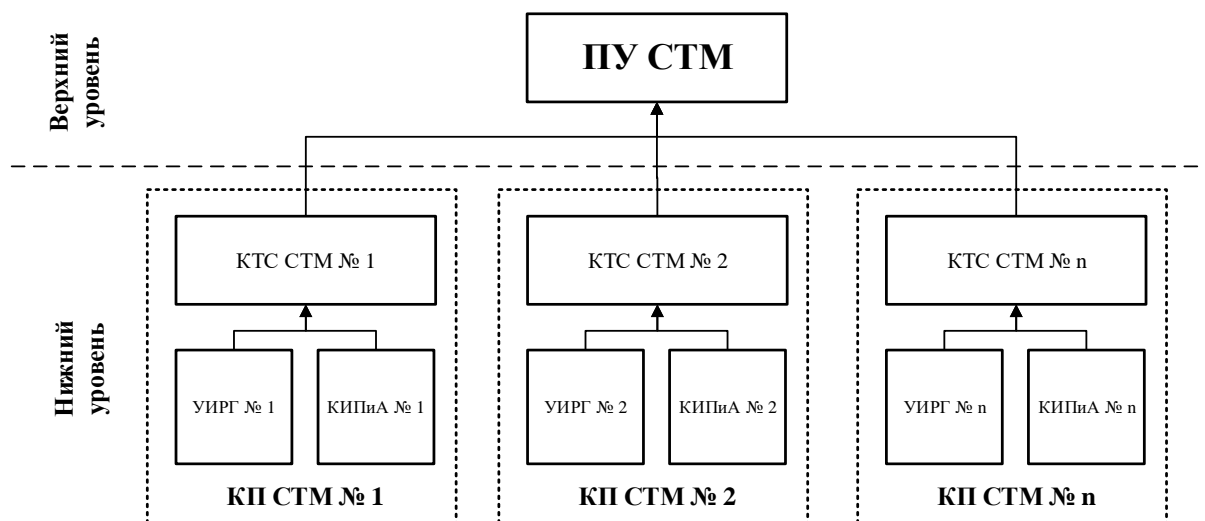 Верхний
уровень
ПУ СТМ
Нижний
уровень
КТС СТМ № 1
КТС СТМ № 2
КТС СТМ № n
УИРГ № 1
КИПиА № 1
УИРГ № 2
КИПиА № 2
УИРГ № n
КИПиА № n
КП СТМ № 1
КП СТМ № 2
КП СТМ № n